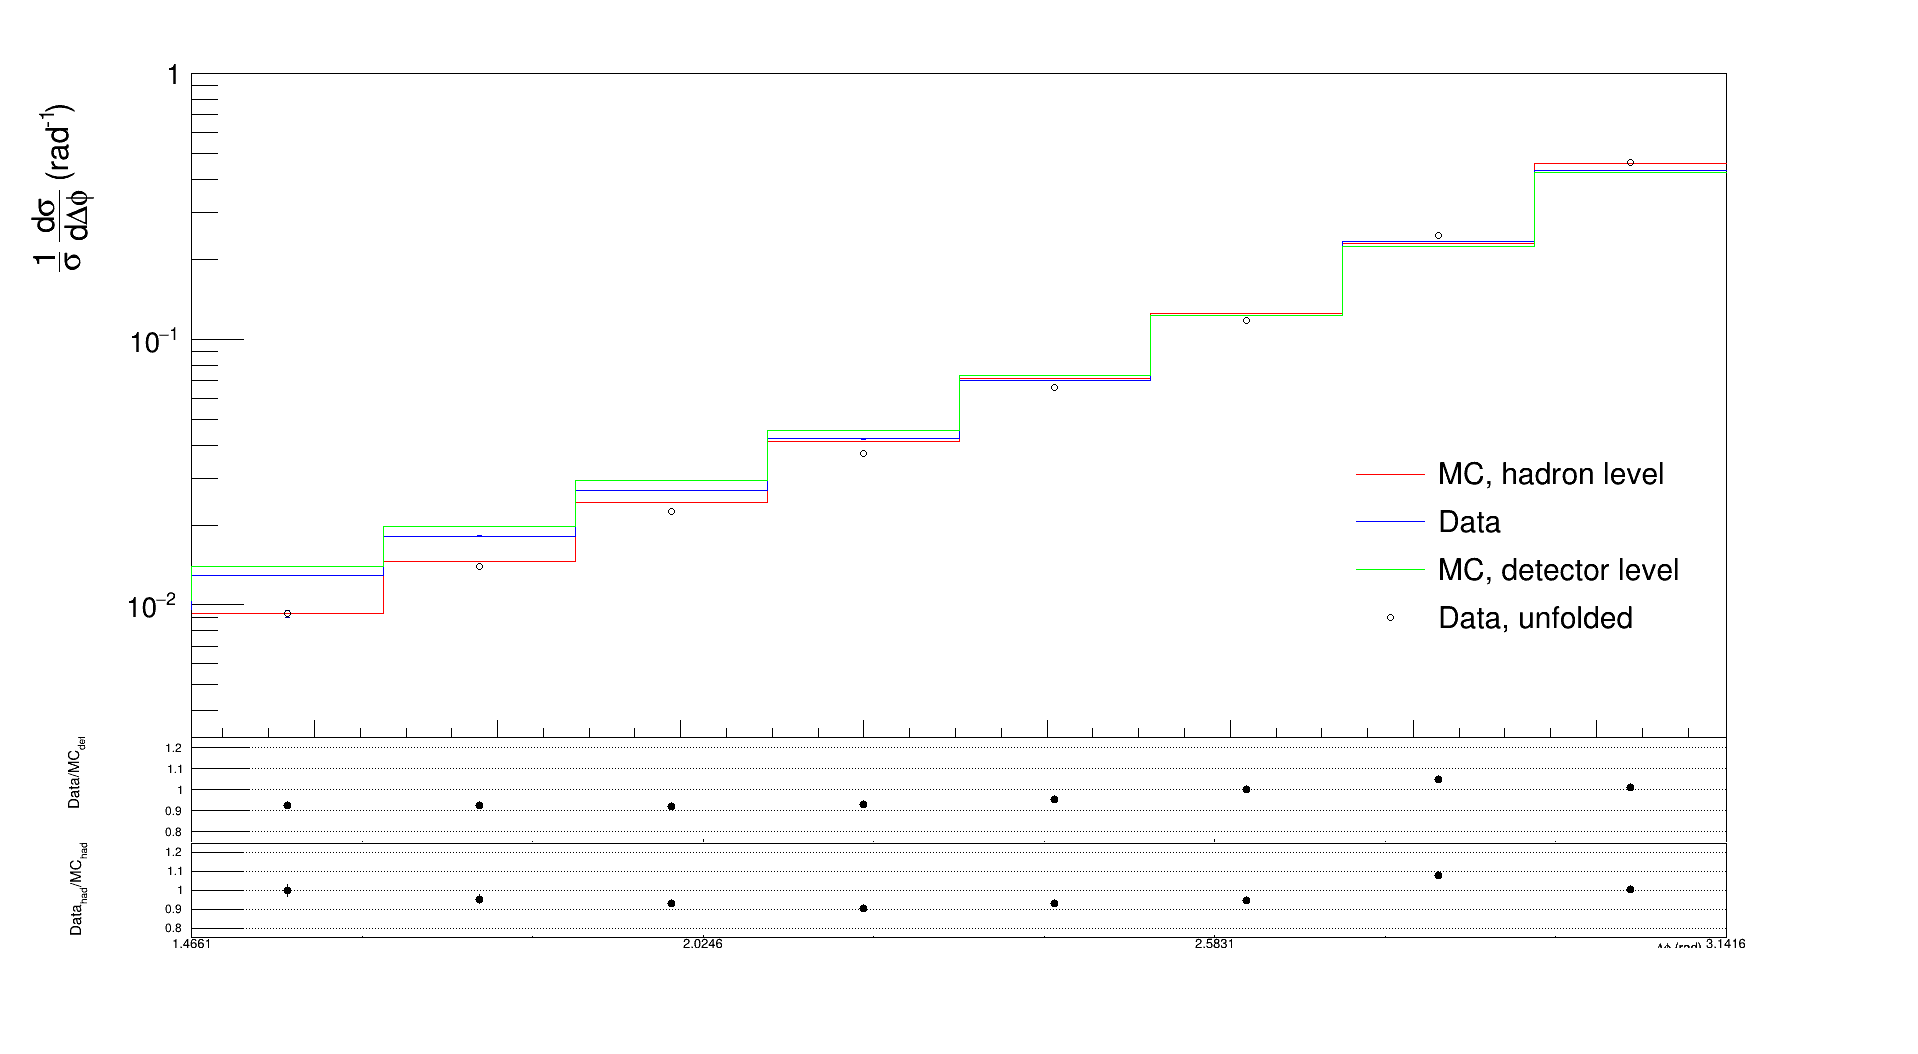 1/σ dσ/dΔϕ (rad⁻¹)
1
10⁻¹
10⁻²
MC, hadron level
Data
MC, detector level
Data, unfolded
Data/MC_det
1.2
1.1
1
0.9
0.8
Data_had/MC_had
1.2
1.1
1
0.9
0.8
1.4661 2.0246 2.5831 Δϕ (rad) 3.1416